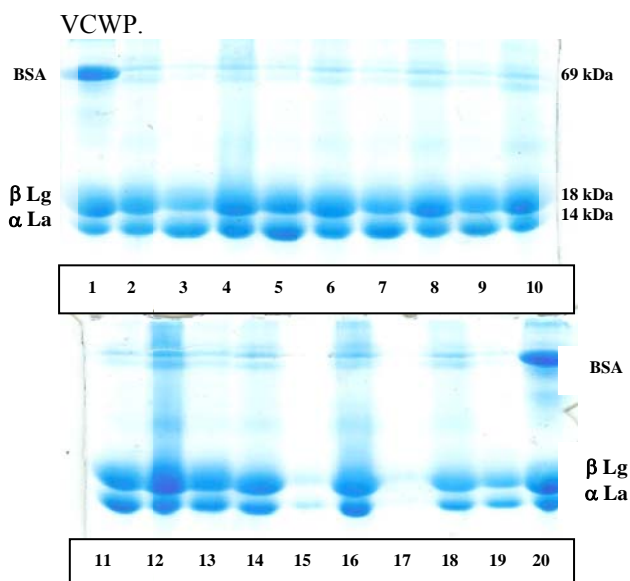 VCWP.
BSA 69 kDa
β Lg 18 kDa
α La 14 kDa
1 2 3 4 5 6 7 8 9 10
BSA
β Lg
α La
11 12 13 14 15 16 17 18 19 20